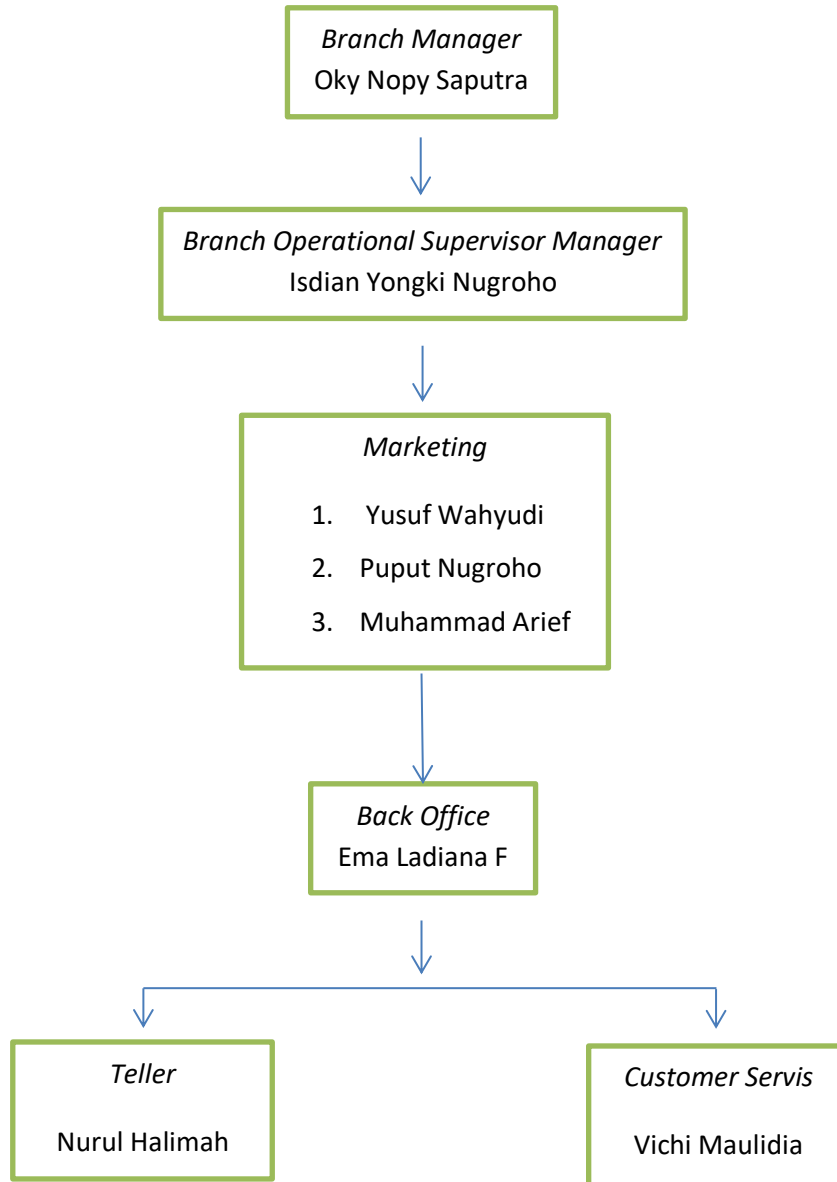 Branch Manager
Oky Nopy Saputra
Branch Operational Supervisor Manager
Isdian Yongki Nugroho
Marketing
1. Yusuf Wahyudi
2. Puput Nugroho
3. Muhammad Arief
Back Office
Ema Ladiana F
Teller
Nurul Halimah
Customer Servis
Vichi Maulidia